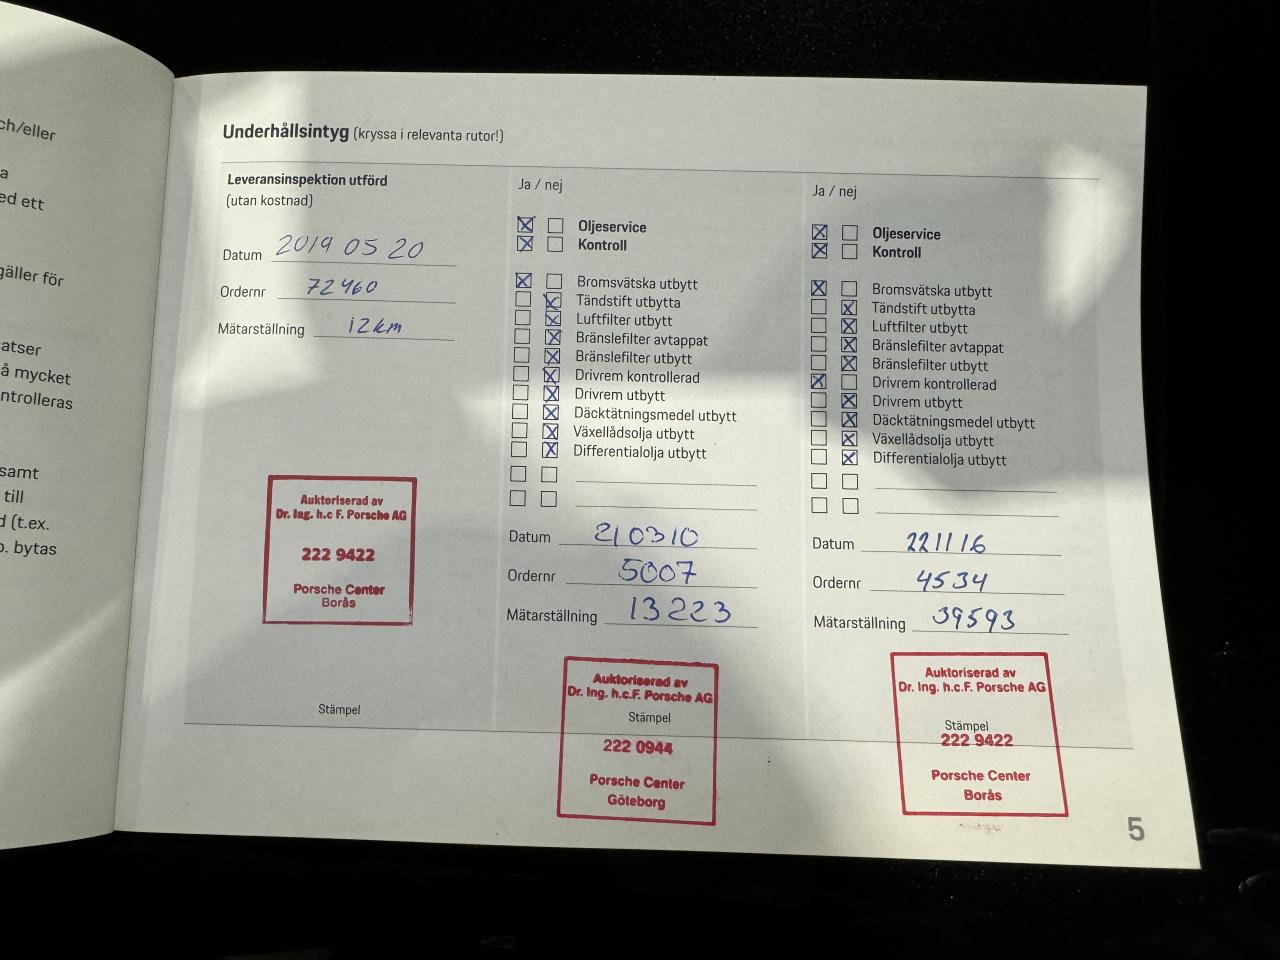 ch/eller
a
ed ett
gäller för
atser
å mycket
ntrolleras
samt
till
d (t.ex.
o. bytas
Underhållsintyg (kryssa i relevanta rutor!)
Leveransinspektion utförd
(utan kostnad)
Datum 2019 05 20
Ordernr 72460
Mätarställning 12km
Auktoriserad av
Dr. Ing. h.c F. Porsche AG
222 9422
Porsche Center
Borås
Stämpel
Ja / nej
Oljeservice
Kontroll
Bromsvätska utbytt
Tändstift utbytta
Luftfilter utbytt
Bränslefilter avtappat
Bränslefilter utbytt
Drivrem kontrollerad
Drivrem utbytt
Däcktätningsmedel utbytt
Växellådsolja utbytt
Differentialolja utbytt
Datum 210310
Ordernr 5007
Mätarställning 13223
Auktoriserad av
Dr. Ing. h.c.F. Porsche AG
Stämpel
222 0944
Porsche Center
Göteborg
Ja / nej
Oljeservice
Kontroll
Bromsvätska utbytt
Tändstift utbytta
Luftfilter utbytt
Bränslefilter avtappat
Bränslefilter utbytt
Drivrem kontrollerad
Drivrem utbytt
Däcktätningsmedel utbytt
Växellådsolja utbytt
Differentialolja utbytt
Datum 221116
Ordernr 4534
Mätarställning 39593
Auktoriserad av
Dr. Ing. h.c.F. Porsche AG
Stämpel
222 9422
Porsche Center
Borås
5